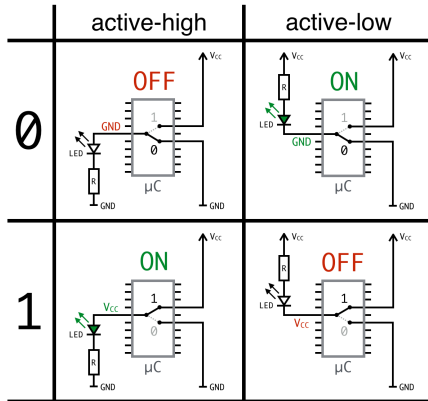 active-high active-low
0
OFF
Vcc
GND
1
0
LED
R
µC
GND
GND
Vcc
R
ON
Vcc
LED
1
GND
0
µC
GND
1
ON
Vcc
Vcc
1
0
LED
R
µC
GND
GND
Vcc
R
OFF
Vcc
LED
1
Vcc
0
µC
GND